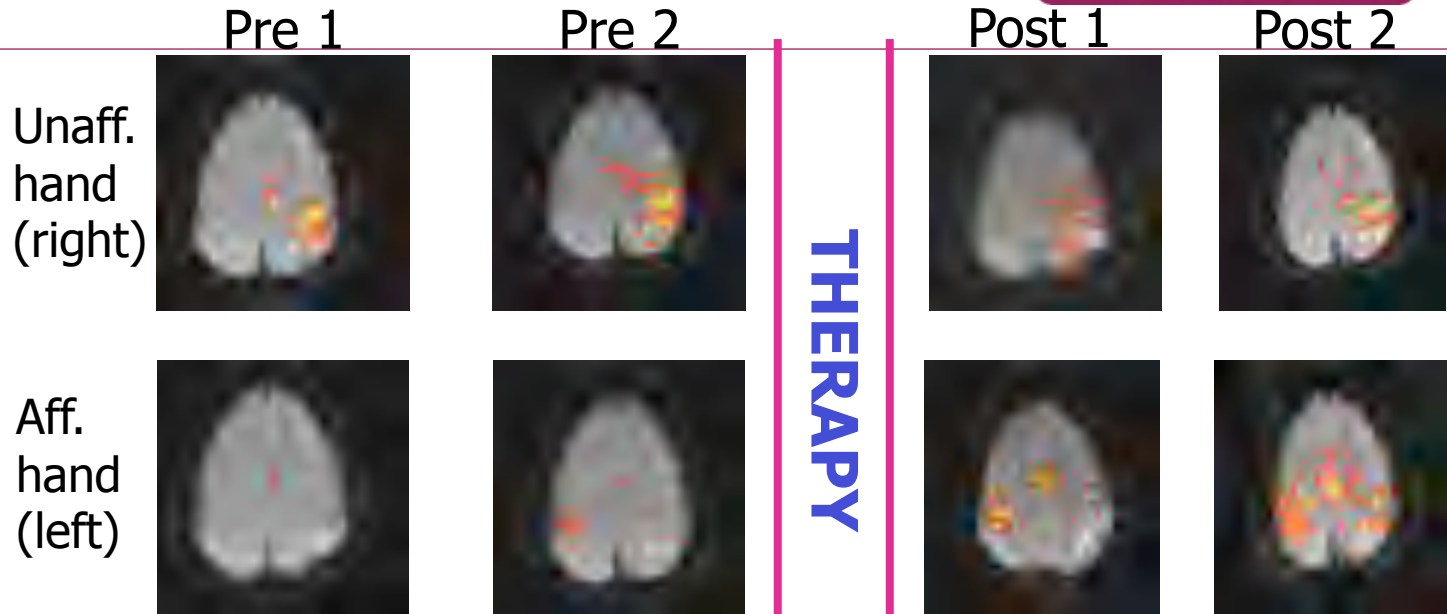 Pre 1
Pre 2
Post 1
Post 2
Unaff.
hand
(right)
THERAPY
Aff.
hand
(left)